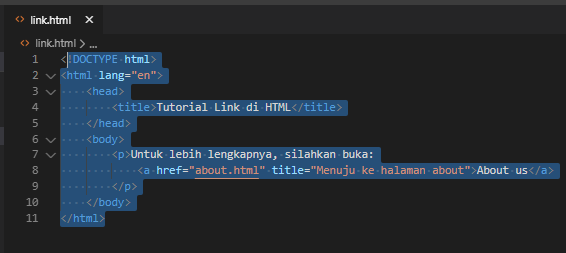 link.html
link.html > ...
1 <!DOCTYPE html>
2 <html lang="en">
3 <head>
4 <title>Tutorial Link di HTML</title>
5 </head>
6 <body>
7 <p>Untuk lebih lengkapnya, silahkan buka:
8 <a href="about.html" title="Menuju ke halaman about">About us</a>
9 </p>
10 </body>
11 </html>